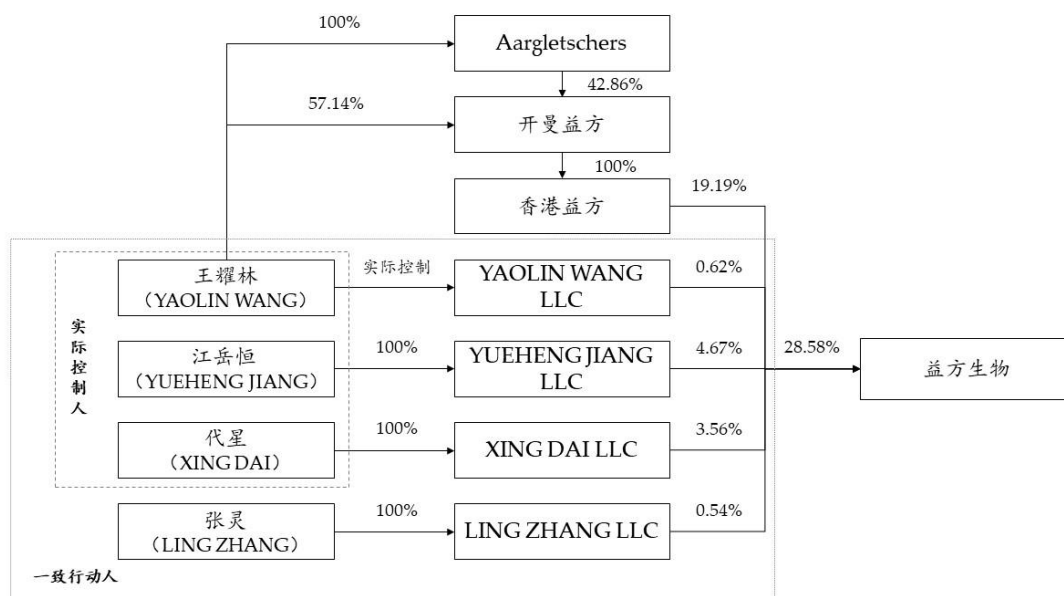 100%
Aargletschers
42.86%
57.14%
开曼益方
100%
19.19%
香港益方
王耀林
（YAOLIN WANG）
实际控制
YAOLIN WANG
LLC
0.62%
实际控制人
江岳恒
（YUEHENG JIANG）
100%
YUEHENG JIANG
LLC
4.67%
28.58%
益方生物
代星
（XING DAI）
100%
XING DAI LLC
3.56%
张灵
（LING ZHANG）
100%
LING ZHANG LLC
0.54%
一致行动人